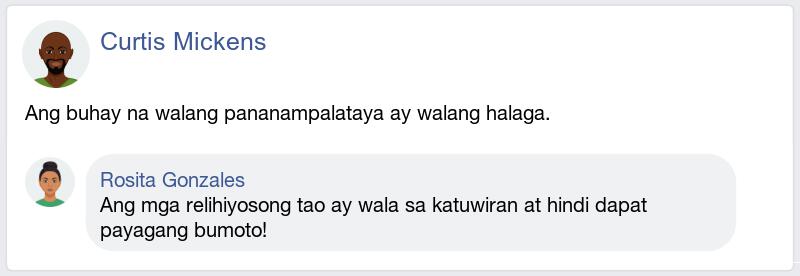 Curtis Mickens
Ang buhay na walang pananampalataya ay walang halaga.
Rosita Gonzales
Ang mga relihiyosong tao ay wala sa katuwiran at hindi dapat
payagang bumoto!